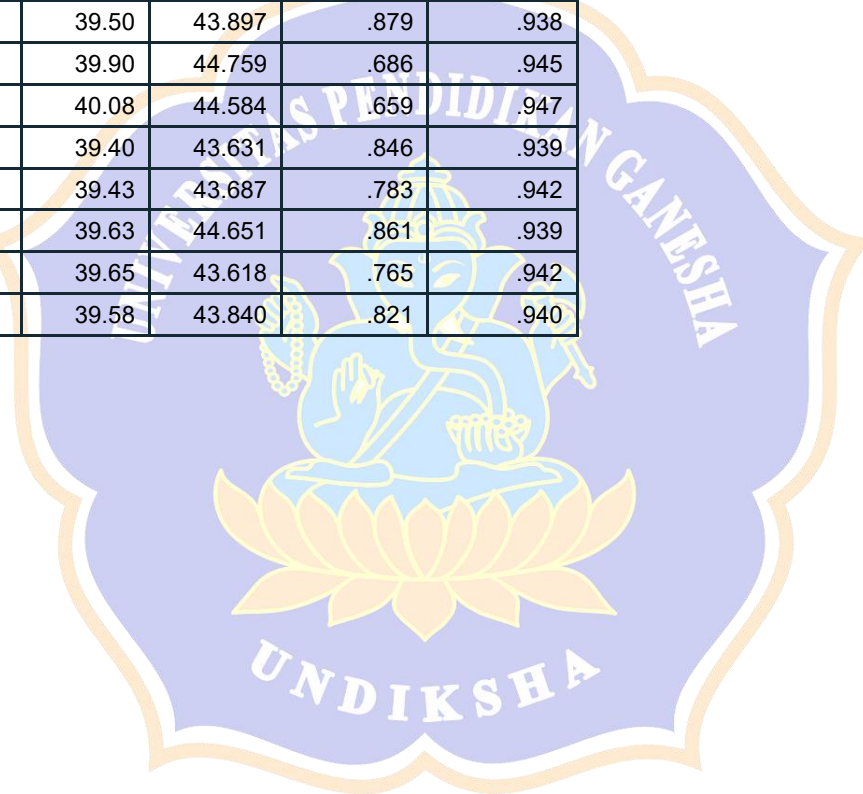 39.50 43.897 .879 .938
39.90 44.759 .686 .945
40.08 44.584 .659 .947
39.40 43.631 .846 .939
39.43 43.687 .783 .942
39.63 44.651 .861 .939
39.65 43.618 .765 .942
39.58 43.840 .821 .940
UNIVERSITAS PENDIDIKAN GANESHA
UNDIKSHA